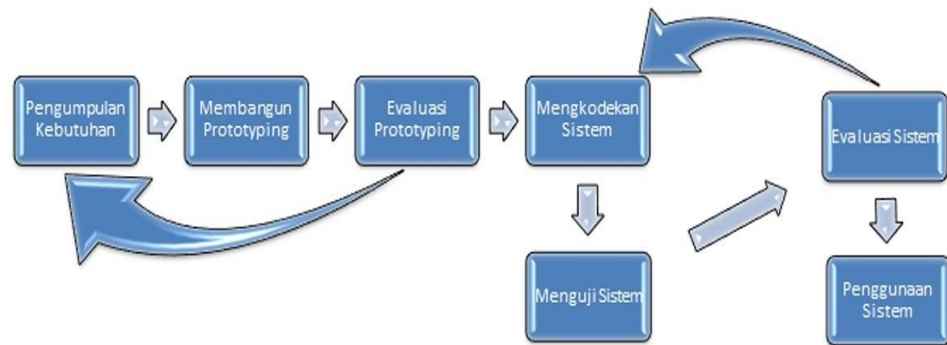 Pengumpulan
Kebutuhan
Membangun
Prototyping
Evaluasi
Prototyping
Mengkodekan
Sistem
Evaluasi Sistem
Menguji Sistem
Penggunaan
Sistem